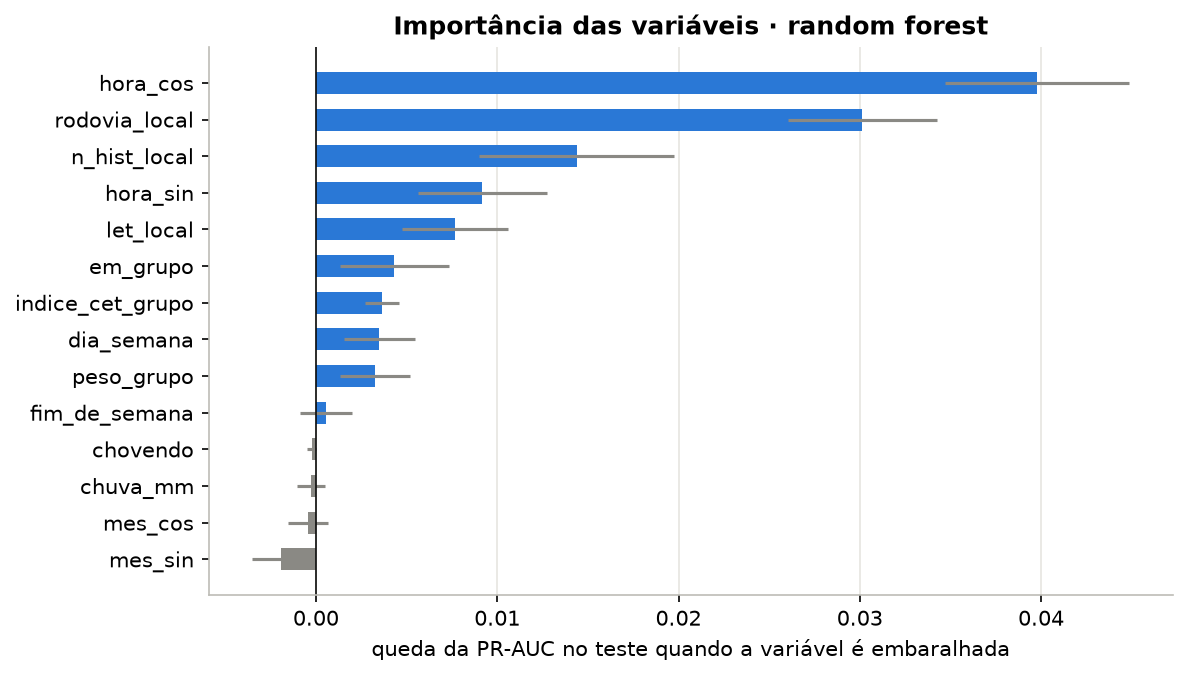 Importância das variáveis · random forest
hora_cos
rodovia_local
n_hist_local
hora_sin
let_local
em_grupo
indice_cet_grupo
dia_semana
peso_grupo
fim_de_semana
chovendo
chuva_mm
mes_cos
mes_sin
0.00 0.01 0.02 0.03 0.04
queda da PR-AUC no teste quando a variável é embaralhada